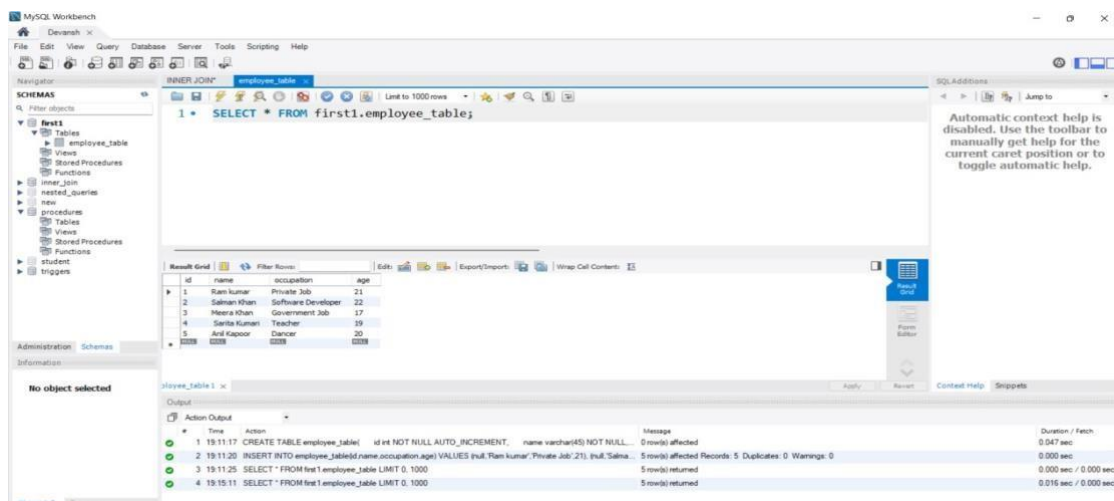 MySQL Workbench
Devansh ×
File Edit View Query Database Server Tools Scripting Help
Navigator
SCHEMAS
Filter objects
first1
Tables
employee_table
Views
Stored Procedures
Functions
inner_join
nested_queries
new
procedures
Tables
Views
Stored Procedures
Functions
student
triggers
Administration Schemas
Information
No object selected
INNER JOIN* employee_table ×
Limit to 1000 rows
1 SELECT * FROM first1.employee_table;
Result Grid Filter Rows: Edit: Export/Import: Wrap Cell Content:
id name occupation age
1 Ram kumar Private Job 21
2 Salman Khan Software Developer 22
3 Meera Khan Government Job 17
4 Sarita Kumari Teacher 19
5 Anil Kapoor Dancer 20
NULL NULL NULL NULL
Result Grid
Form Editor
ployee_table 1 × Apply Revert
SQLAdditions
Jump to
Automatic context help is
disabled. Use the toolbar to
manually get help for the
current caret position or to
toggle automatic help.
Context Help Snippets
Output
Action Output
# Time Action Message Duration / Fetch
1 19:11:17 CREATE TABLE employee_table( id int NOT NULL AUTO_INCREMENT, name varchar(45) NOT NULL... 0 row(s) affected 0.047 sec
2 19:11:20 INSERT INTO employee_table(id,name,occupation,age) VALUES (null,'Ram kumar','Private Job',21), (null,'Salma... 5 row(s) affected Records: 5 Duplicates: 0 Warnings: 0 0.000 sec
3 19:11:25 SELECT * FROM first1.employee_table LIMIT 0, 1000 5 row(s) returned 0.000 sec / 0.000 sec
4 19:15:11 SELECT * FROM first1.employee_table LIMIT 0, 1000 5 row(s) returned 0.016 sec / 0.000 sec